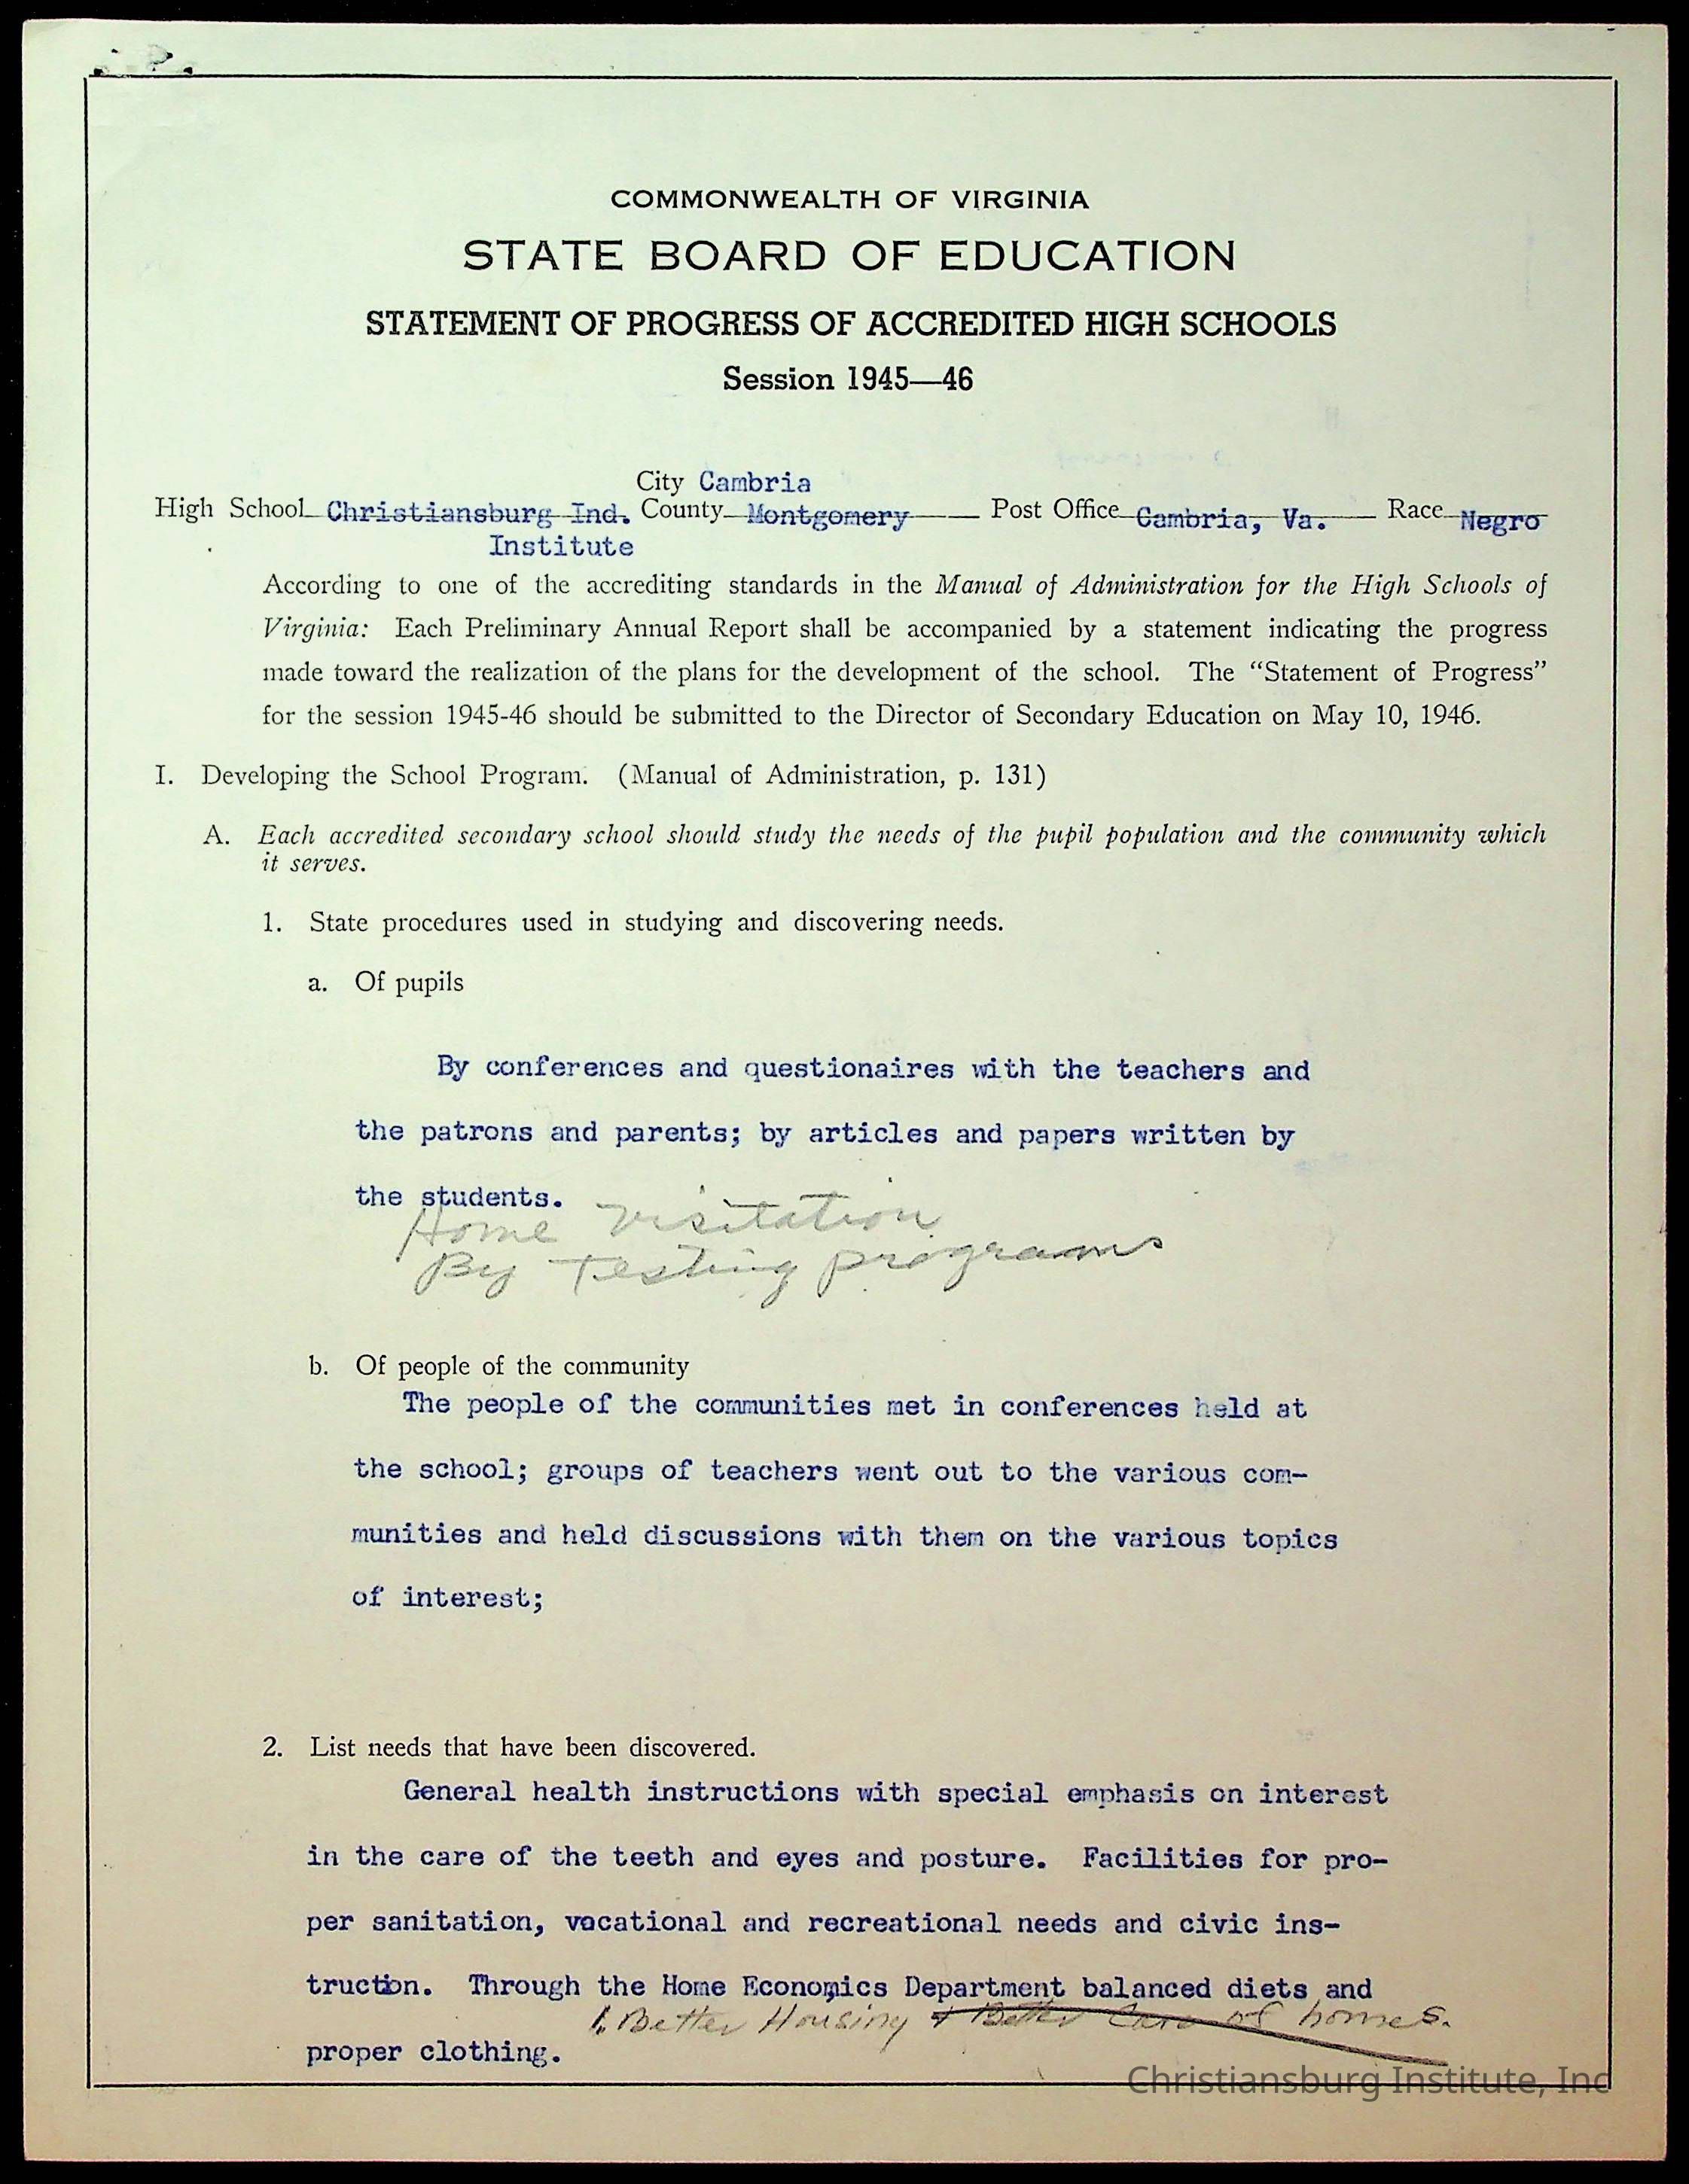 COMMONWEALTH OF VIRGINIA
STATE BOARD OF EDUCATION
STATEMENT OF PROGRESS OF ACCREDITED HIGH SCHOOLS
Session 1945—46
City Cambria
High School Christiansburg Ind. County Montgomery Post Office Cambria, Va. Race Negro
Institute
According to one of the accrediting standards in the Manual of Administration for the High Schools of
Virginia: Each Preliminary Annual Report shall be accompanied by a statement indicating the progress
made toward the realization of the plans for the development of the school. The “Statement of Progress”
for the session 1945-46 should be submitted to the Director of Secondary Education on May 10, 1946.
I. Developing the School Program. (Manual of Administration, p. 131)
A. Each accredited secondary school should study the needs of the pupil population and the community which
it serves.
1. State procedures used in studying and discovering needs.
a. Of pupils
By conferences and questionaires with the teachers and
the patrons and parents; by articles and papers written by
the students.
Home visitation
By Testing programs
b. Of people of the community
The people of the communities met in conferences held at
the school; groups of teachers went out to the various com-
munities and held discussions with them on the various topics
of interest;
2. List needs that have been discovered.
General health instructions with special emphasis on interest
in the care of the teeth and eyes and posture. Facilities for pro-
per sanitation, vocational and recreational needs and civic ins-
truction. Through the Home Economics Department balanced diets and
1. Better Housing + Better Care of homes.
proper clothing.
Christiansburg Institute, Inc